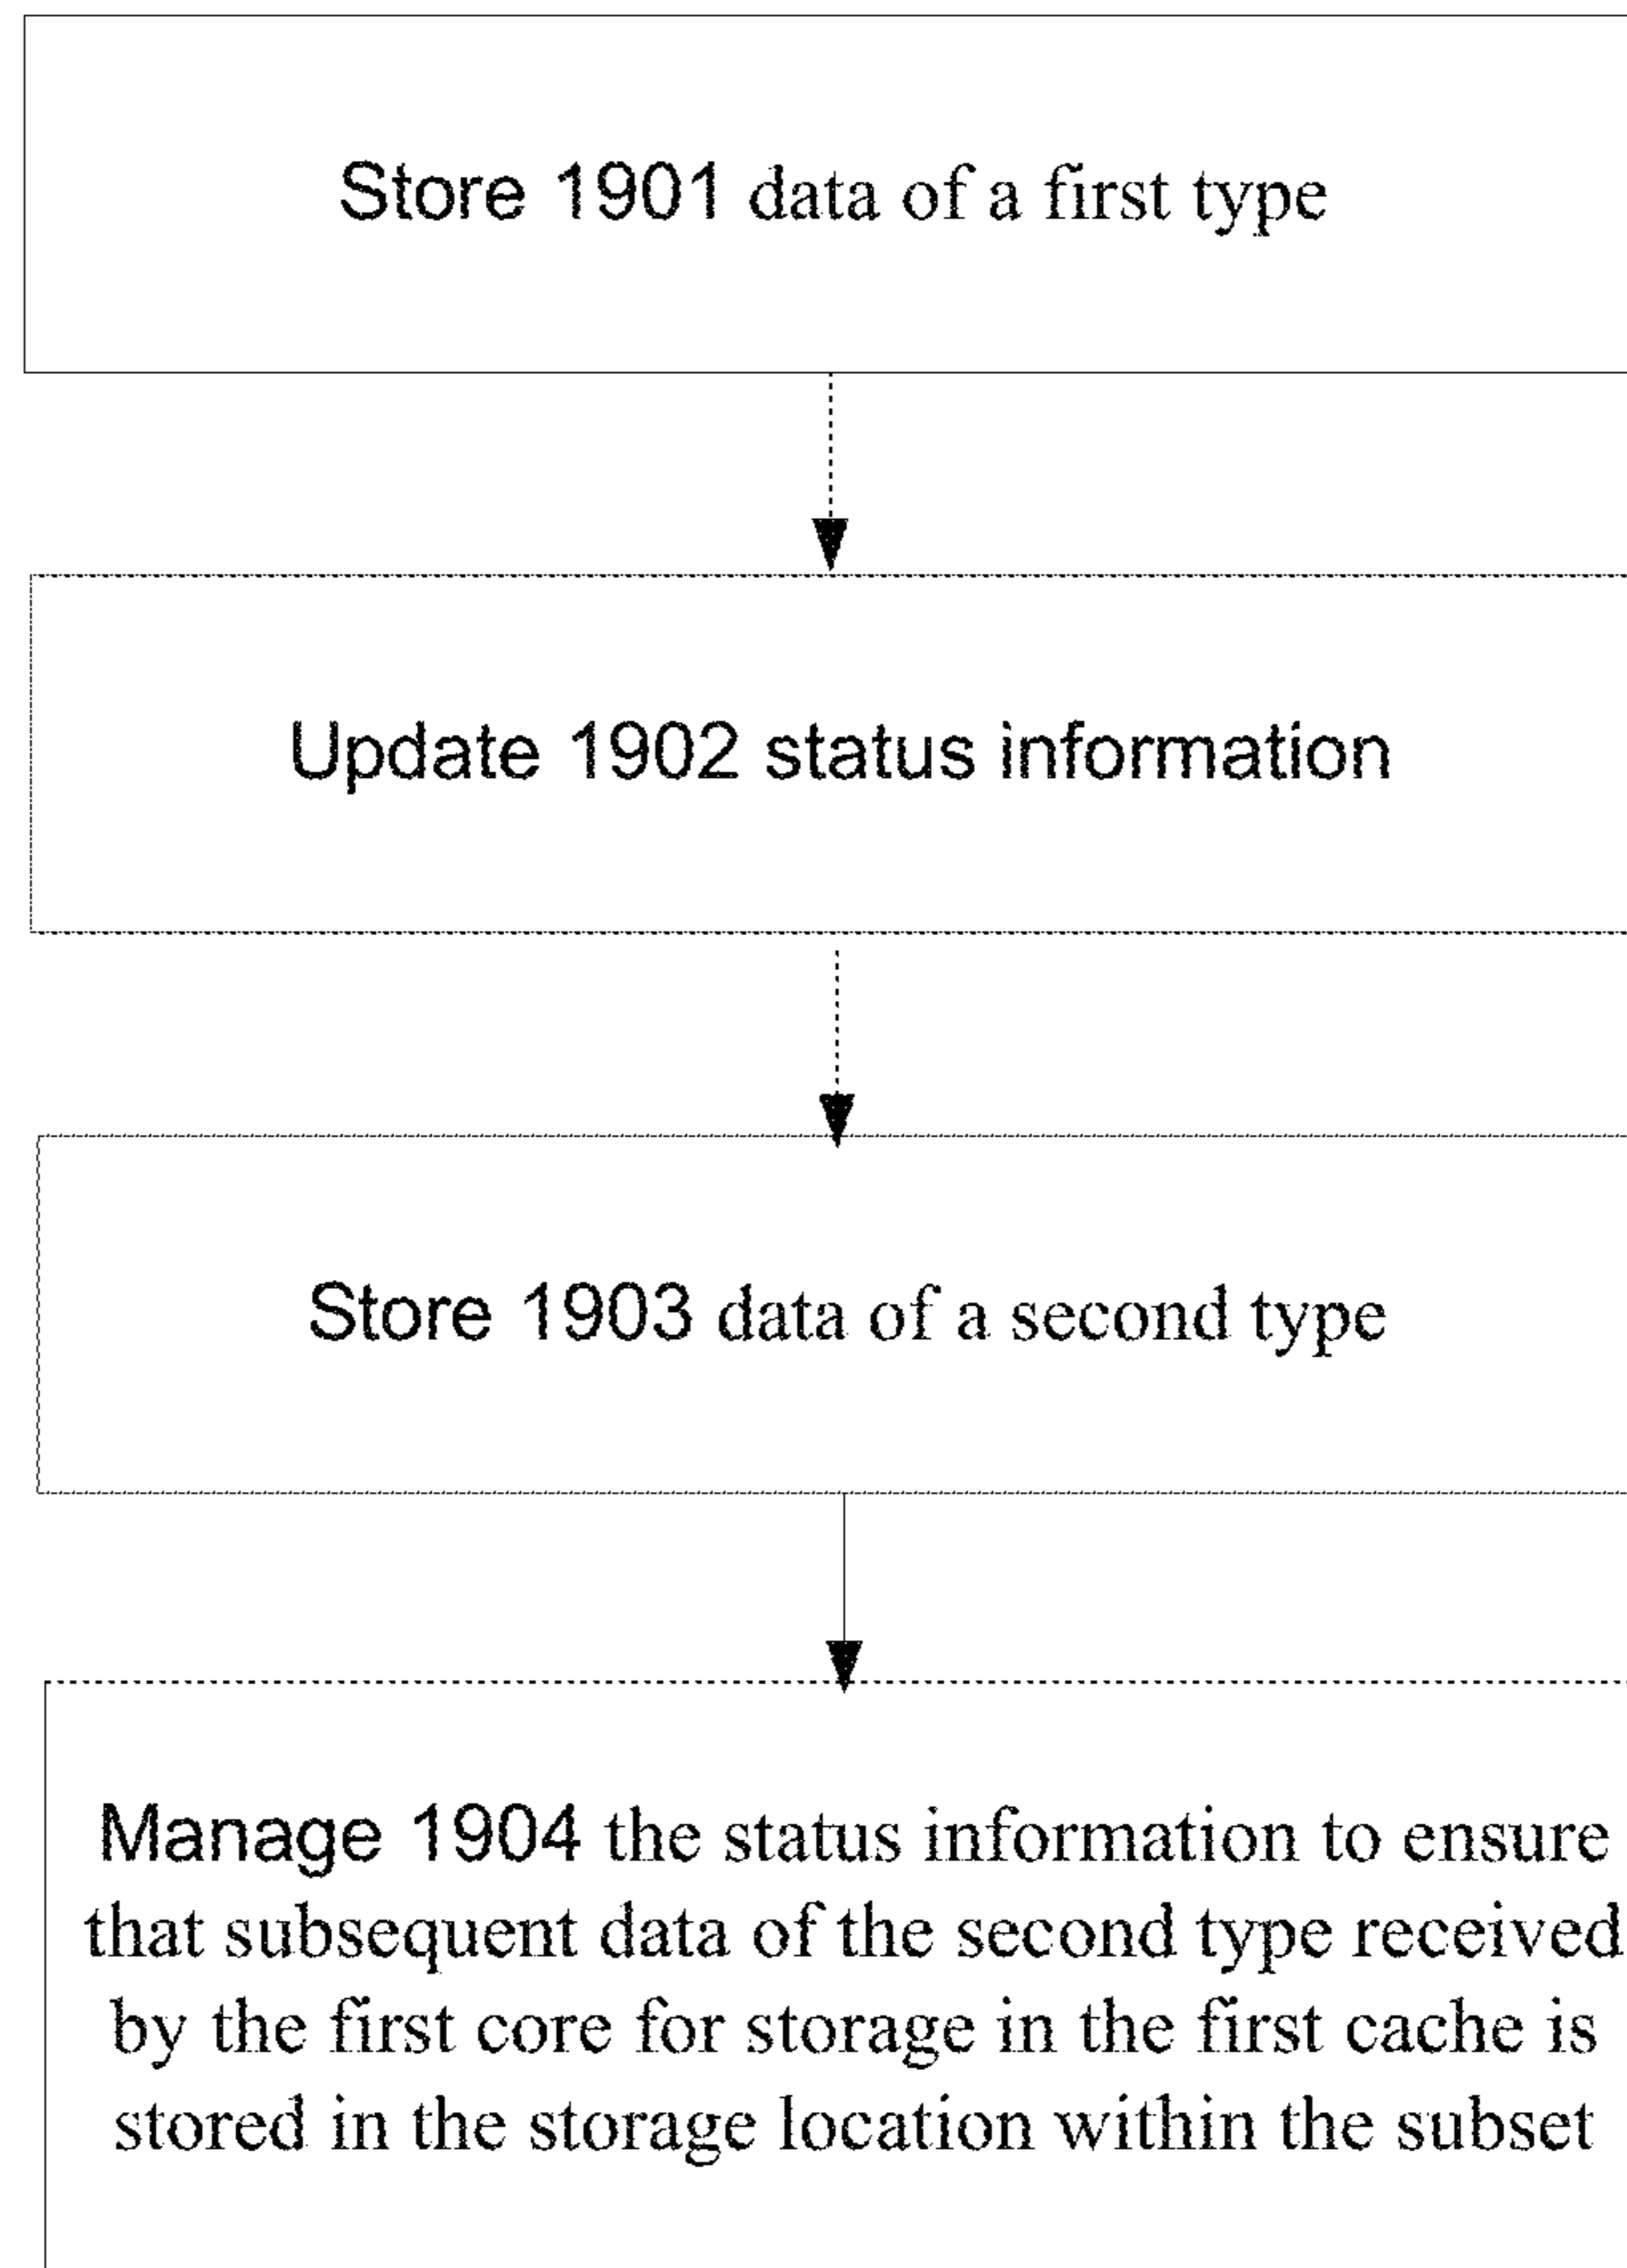 Store 1901 data of a first type
Update 1902 status information
Store 1903 data of a second type
Manage 1904 the status information to ensure
that subsequent data of the second type received
by the first core for storage in the first cache is
stored in the storage location within the subset